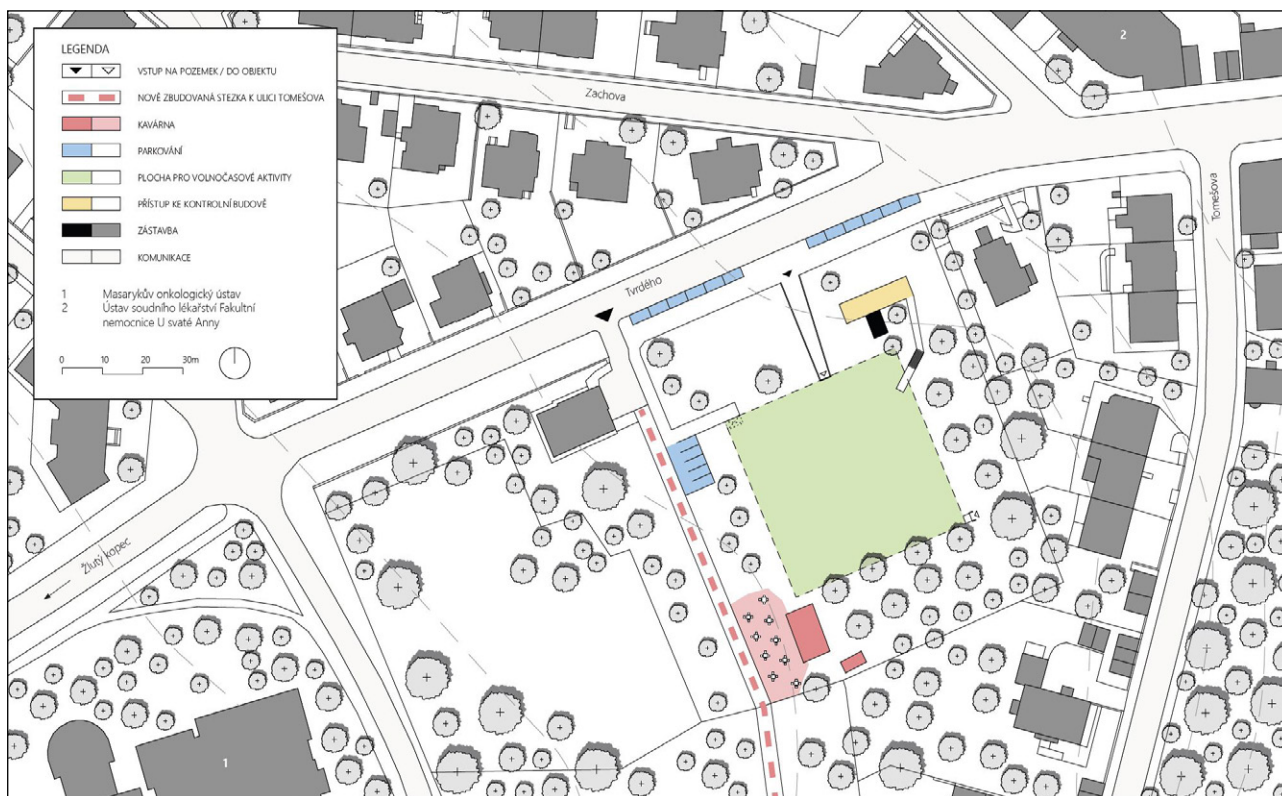 LEGENDA
VSTUP NA POZEMEK / DO OBJEKTU
NOVĚ ZBUDOVANÁ STEZKA K ULICI TOMEŠOVA
KAVÁRNA
PARKOVÁNÍ
PLOCHA PRO VOLNOČASOVÉ AKTIVITY
PŘÍSTUP KE KONTROLNÍ BUDOVĚ
ZÁSTAVBA
KOMUNIKACE
1 Masarykův onkologický ústav
2 Ústav soudního lékařství Fakultní
nemocnice U svaté Anny
0 10 20 30m
Zachova
2
Tomešova
Tvrdého
Žlutý kopec
1